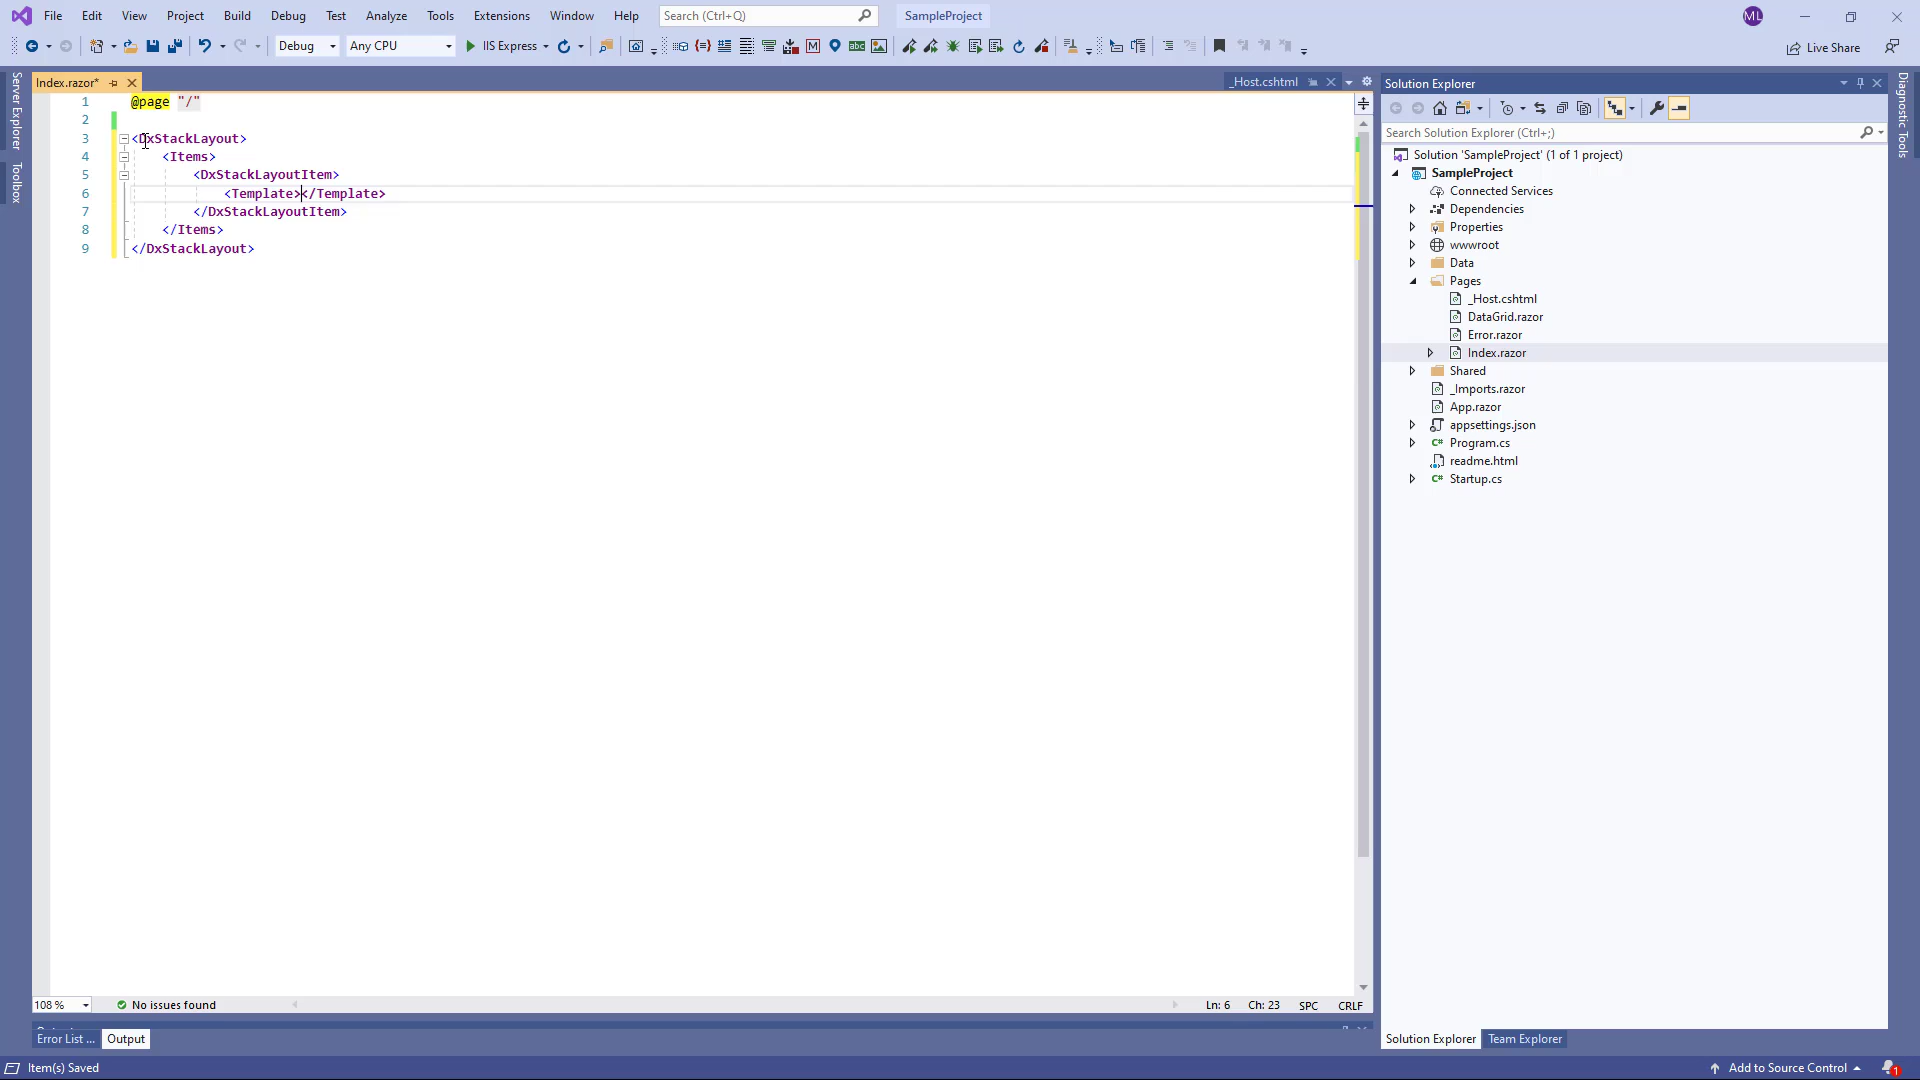 File Edit View Project Build Debug Test Analyze Tools Extensions Window Help Search (Ctrl+Q) SampleProject ML
Debug Any CPU IIS Express Live Share
Server Explorer
Toolbox
Index.razor* _Host.cshtml
1 @page "/"
2
3 <DxStackLayout>
4 <Items>
5 <DxStackLayoutItem>
6 <Template></Template>
7 </DxStackLayoutItem>
8 </Items>
9 </DxStackLayout>
108 % No issues found Ln: 6 Ch: 23 SPC CRLF
Error List ... Output
Solution Explorer
Search Solution Explorer (Ctrl+;)
Solution 'SampleProject' (1 of 1 project)
SampleProject
Connected Services
Dependencies
Properties
wwwroot
Data
Pages
_Host.cshtml
DataGrid.razor
Error.razor
Index.razor
Shared
_Imports.razor
App.razor
appsettings.json
C# Program.cs
readme.html
C# Startup.cs
Solution Explorer Team Explorer
Diagnostic Tools
Item(s) Saved Add to Source Control 1